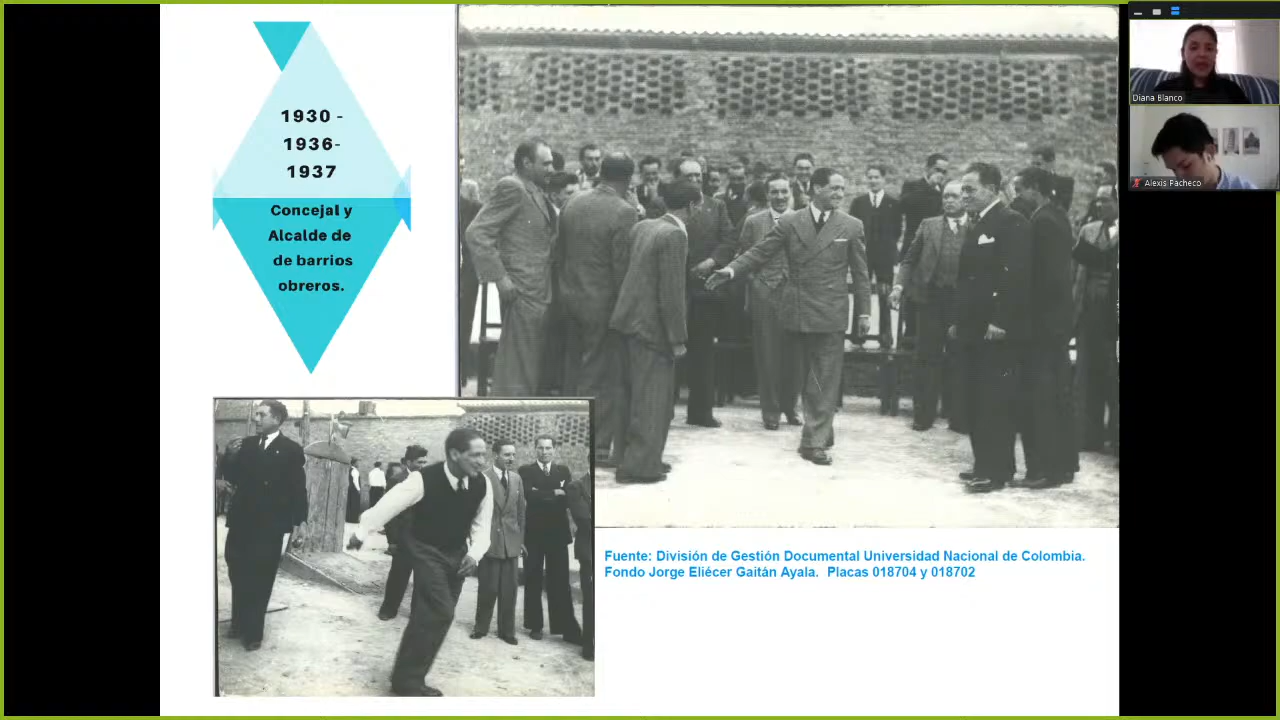 1930 -
1936-
1937
Concejal y
Alcalde de
de barrios
obreros.
Fuente: División de Gestión Documental Universidad Nacional de Colombia.
Fondo Jorge Eliécer Gaitán Ayala.  Placas 018704 y 018702
Diana Blanco
Alexis Pacheco